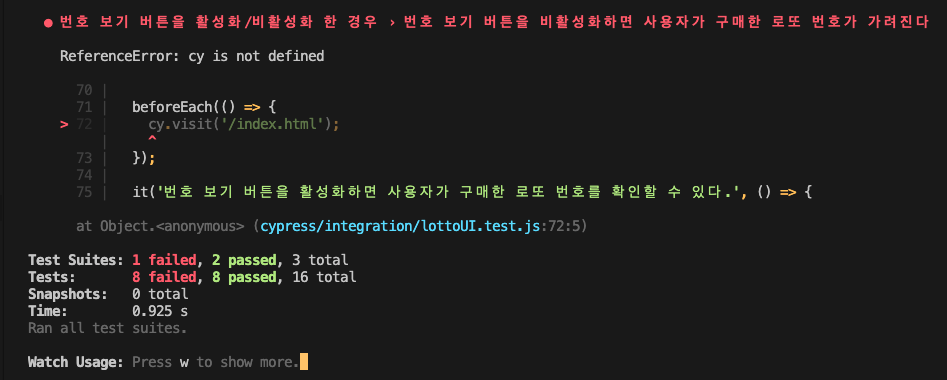 ● 번호 보기 버튼을 활성화/비활성화 한 경우 › 번호 보기 버튼을 비활성화하면 사용자가 구매한 로또 번호가 가려진다
ReferenceError: cy is not defined
70 |
71 | beforeEach(() => {
> 72 | cy.visit('/index.html');
| ^
73 | });
74 |
75 | it('번호 보기 버튼을 활성화하면 사용자가 구매한 로또 번호를 확인할 수 있다.', () => {
at Object.<anonymous> (cypress/integration/lottoUI.test.js:72:5)
Test Suites: 1 failed, 2 passed, 3 total
Tests: 8 failed, 8 passed, 16 total
Snapshots: 0 total
Time: 0.925 s
Ran all test suites.
Watch Usage: Press w to show more.